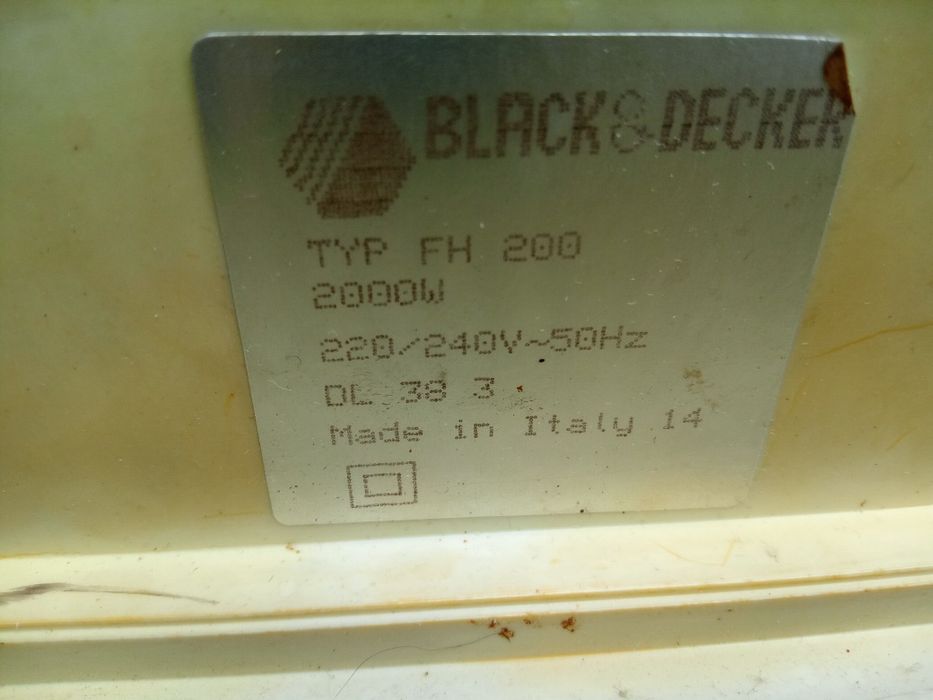 BLACK & DECKER
TYP FH 200
2000W
220/240V~50Hz
DL 38 3
Made in Italy 14